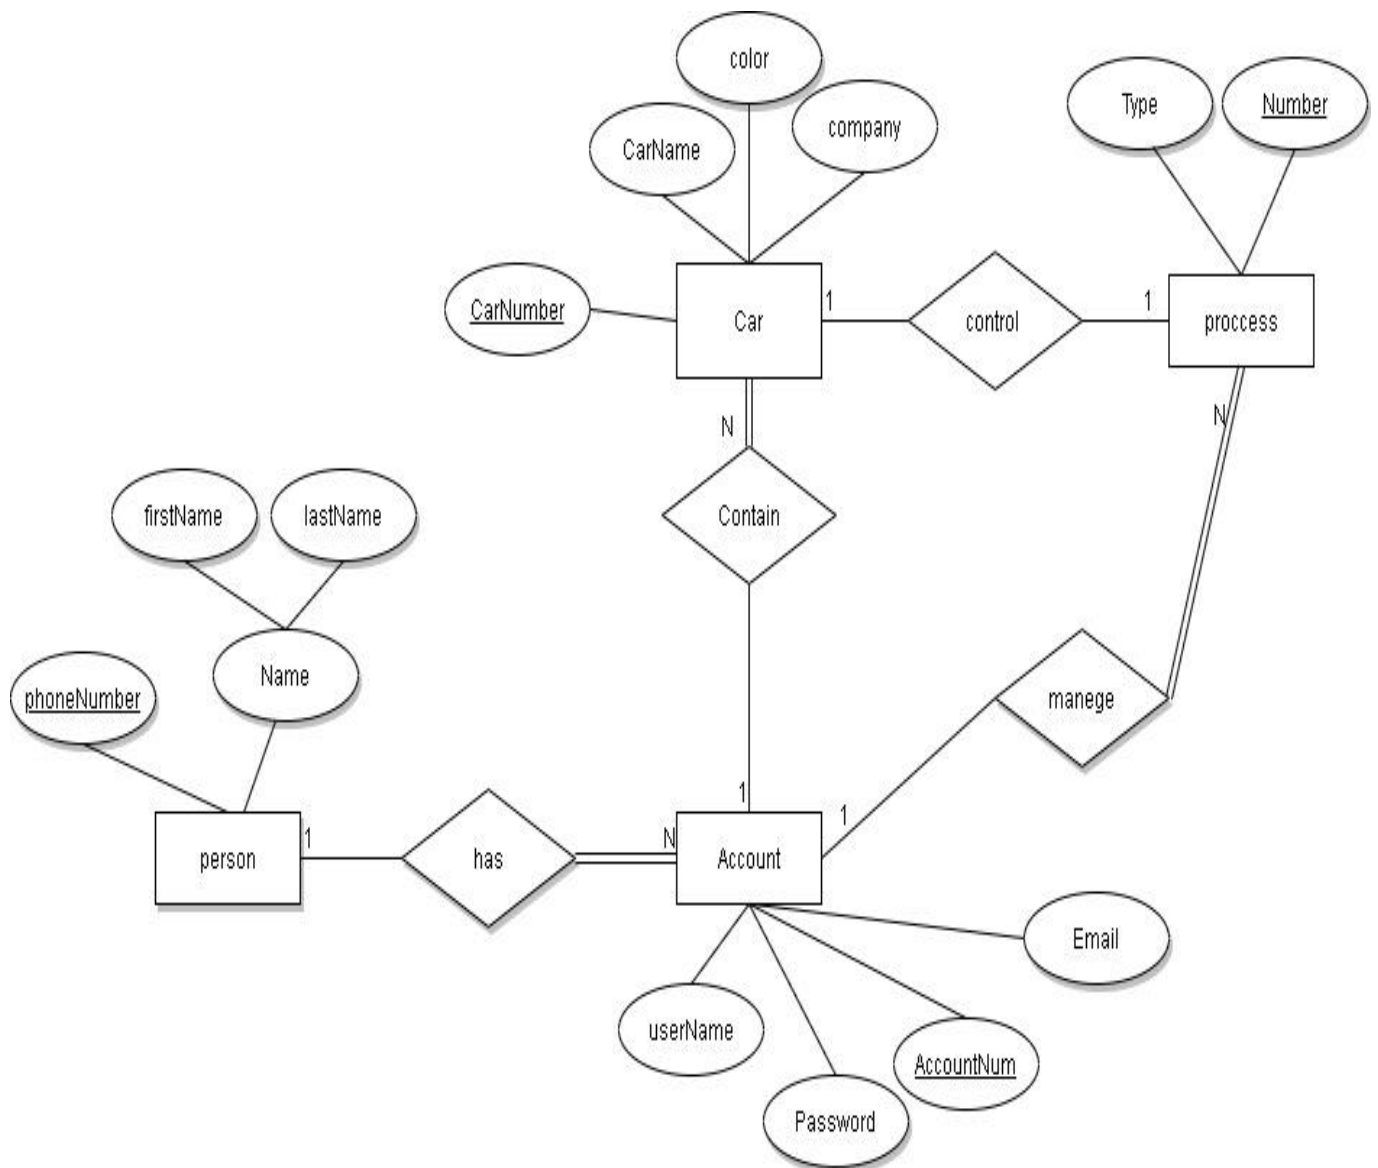 color
Type
Number
company
CarName
CarNumber
Car
1
control
1
proccess
N
N
Contain
firstName
lastName
Name
phoneNumber
manege
1
1
person
1
has
N
Account
Email
userName
AccountNum
Password